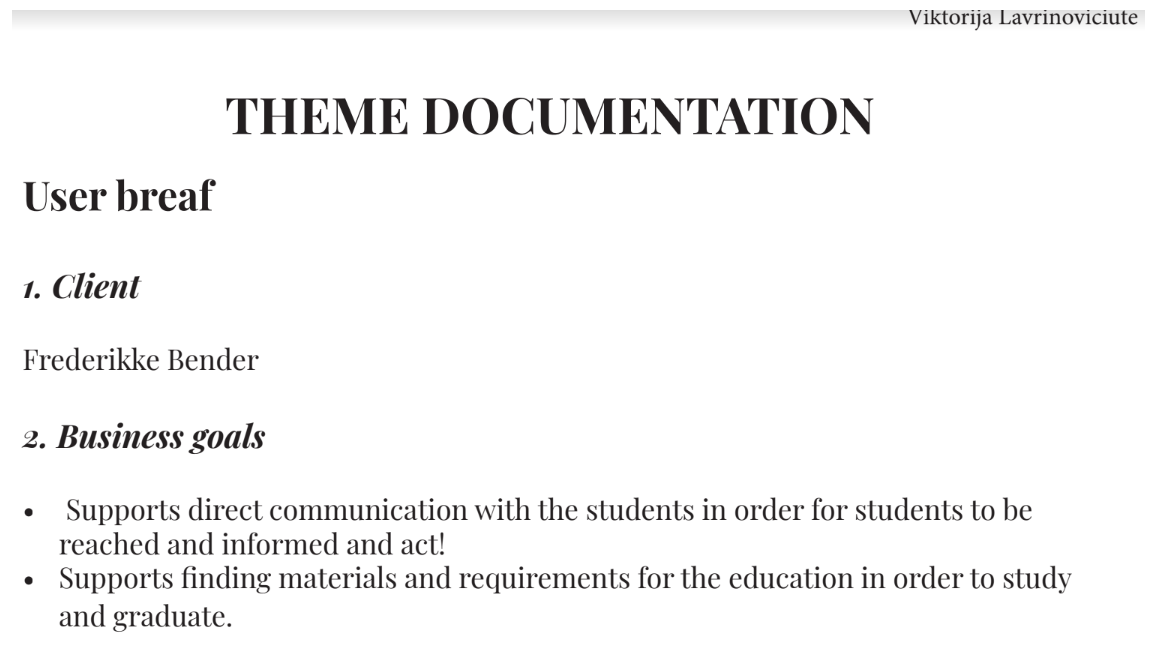 Viktorija Lavrinoviciute
THEME DOCUMENTATION
User breaf
1. Client
Frederikke Bender
2. Business goals
• Supports direct communication with the students in order for students to be
reached and informed and act!
• Supports finding materials and requirements for the education in order to study
and graduate.